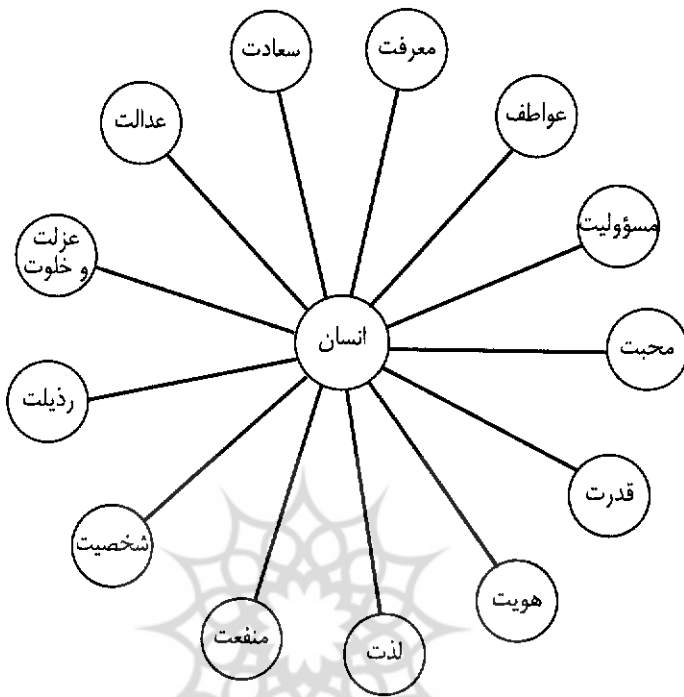 سعادت
معرفت
عدالت
عواطف
مسؤولیت
عزلت
و خلوت
انسان
محبت
رذیلت
قدرت
شخصیت
هویت
منفعت
لذت